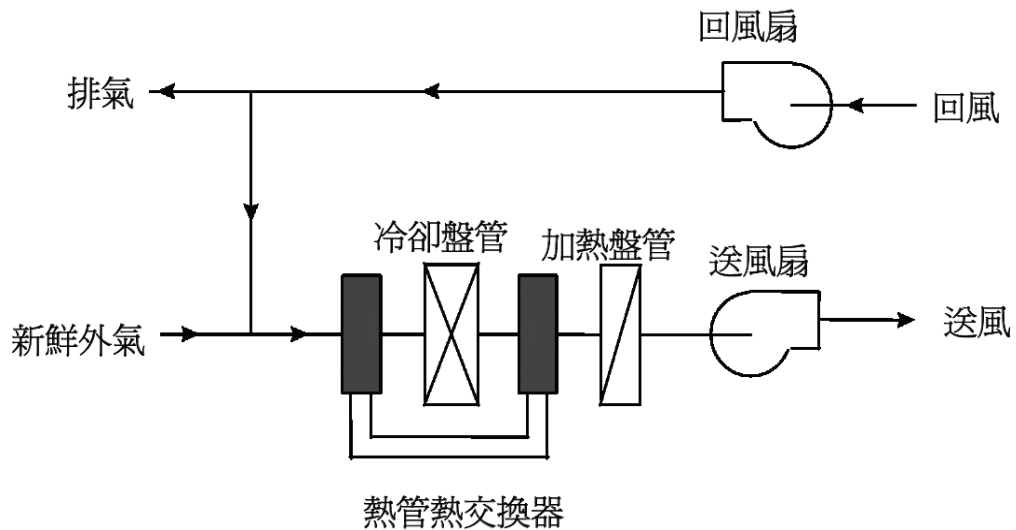 回風扇
排氣
回風
冷卻盤管
加熱盤管
送風扇
新鮮外氣
送風
熱管熱交換器